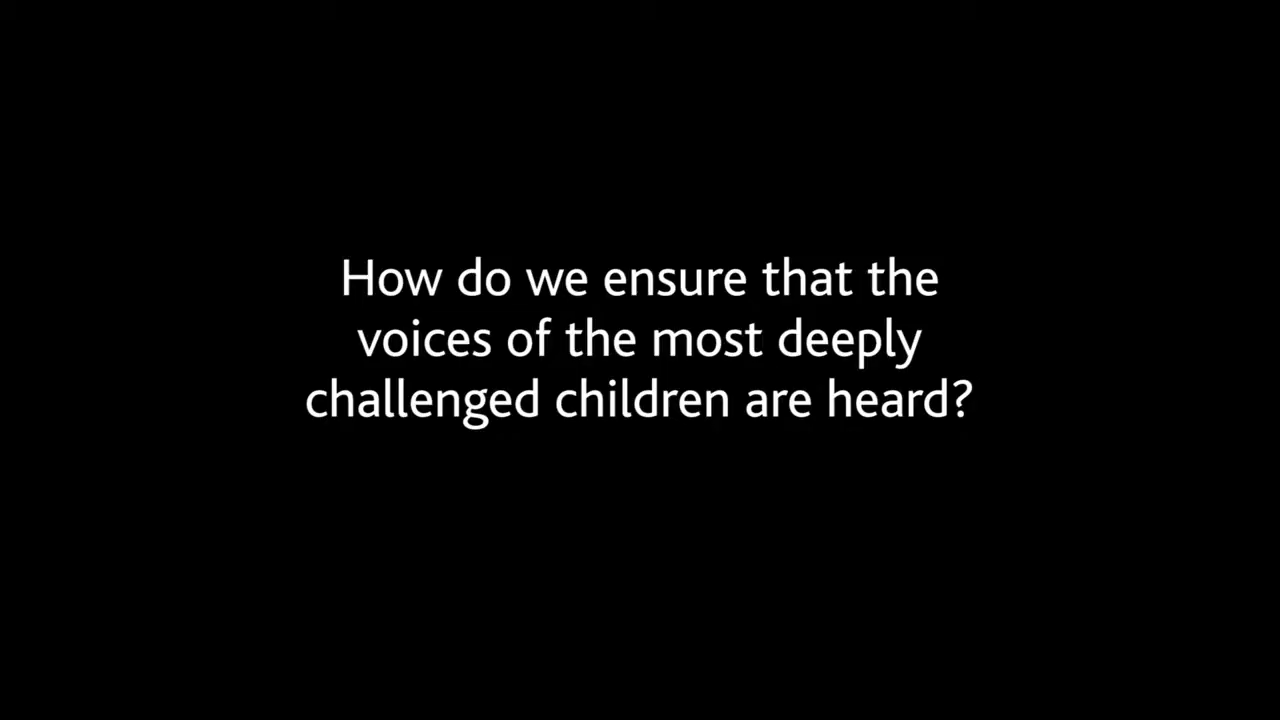 How do we ensure that the
voices of the most deeply
challenged children are heard?